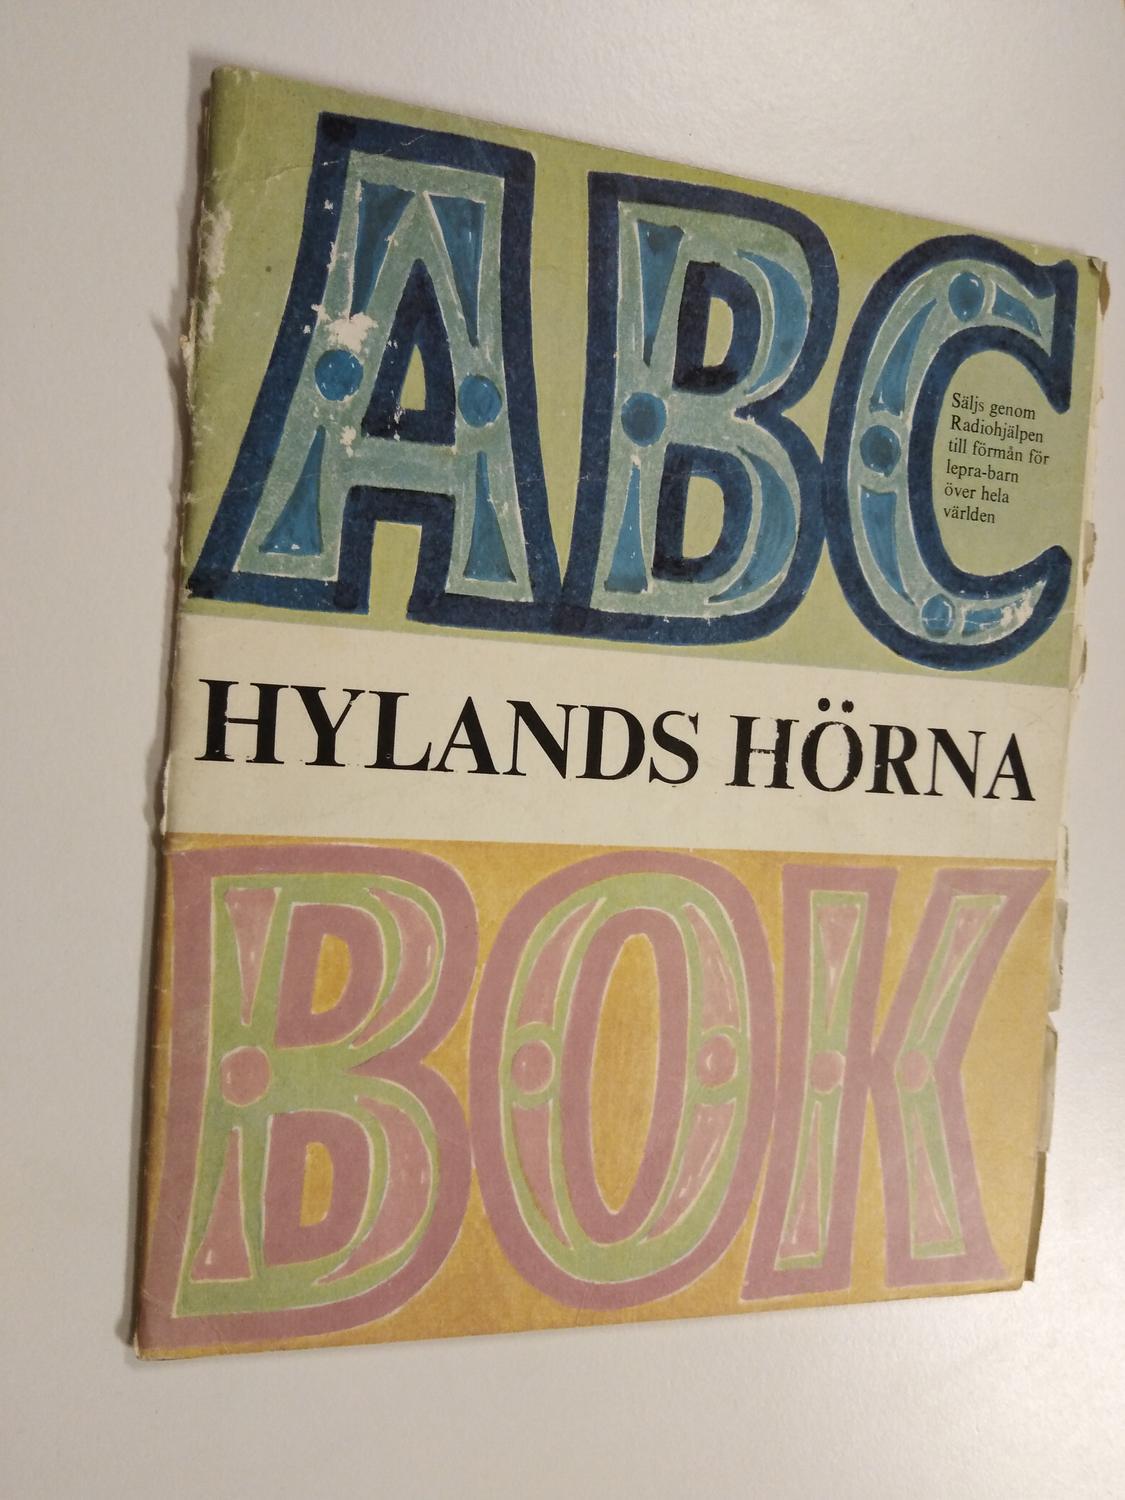 ABC
Säljs genom
Radiohjälpen
till förmån för
lepra-barn
över hela
världen
HYLANDS HÖRNA
BOK